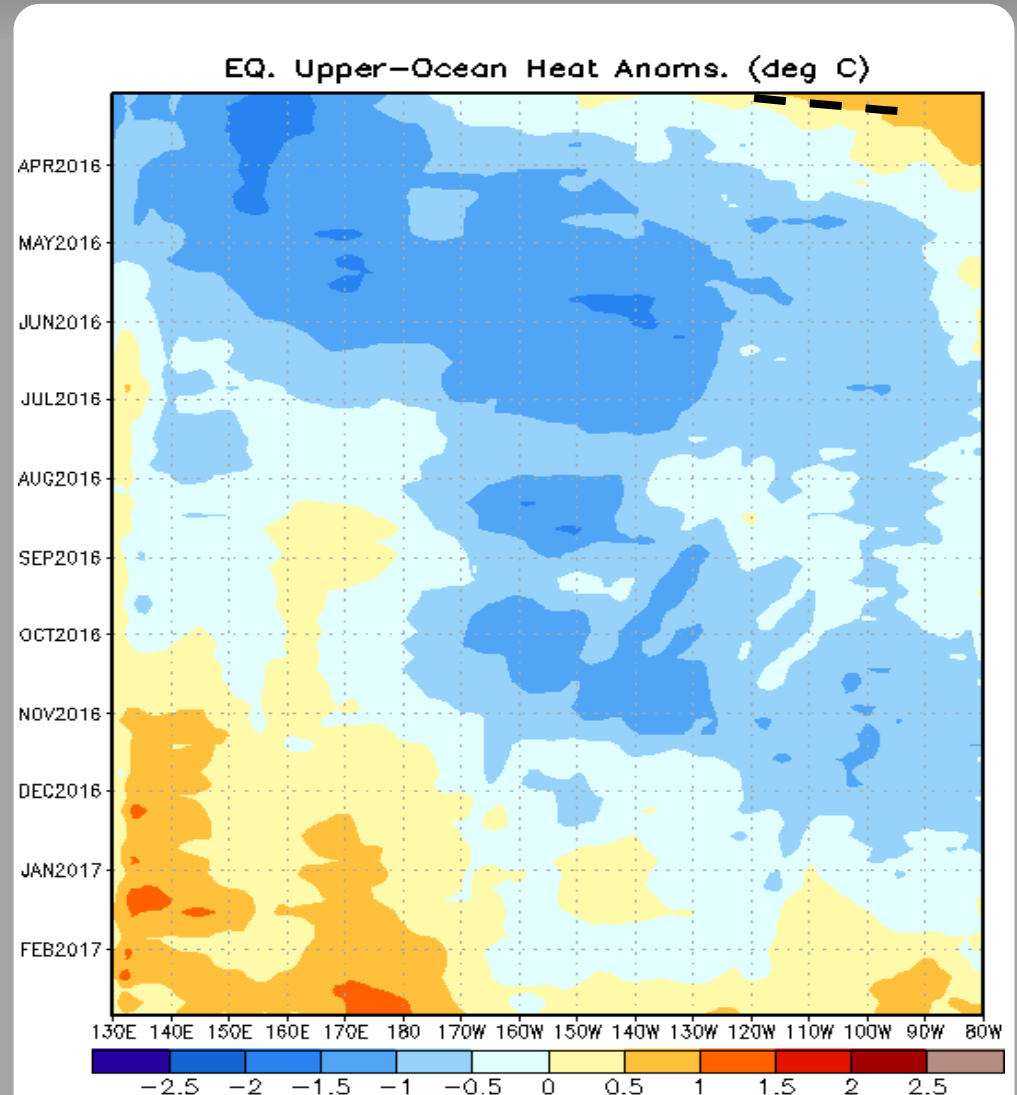 EQ. Upper-Ocean Heat Anoms. (deg C)
APR2016
MAY2016
JUN2016
JUL2016
AUG2016
SEP2016
OCT2016
NOV2016
DEC2016
JAN2017
FEB2017
130E 140E 150E 160E 170E 180 170W 160W 150W 140W 130W 120W 110W 100W 90W 80W
-2.5 -2 -1.5 -1 -0.5 0 0.5 1 1.5 2 2.5